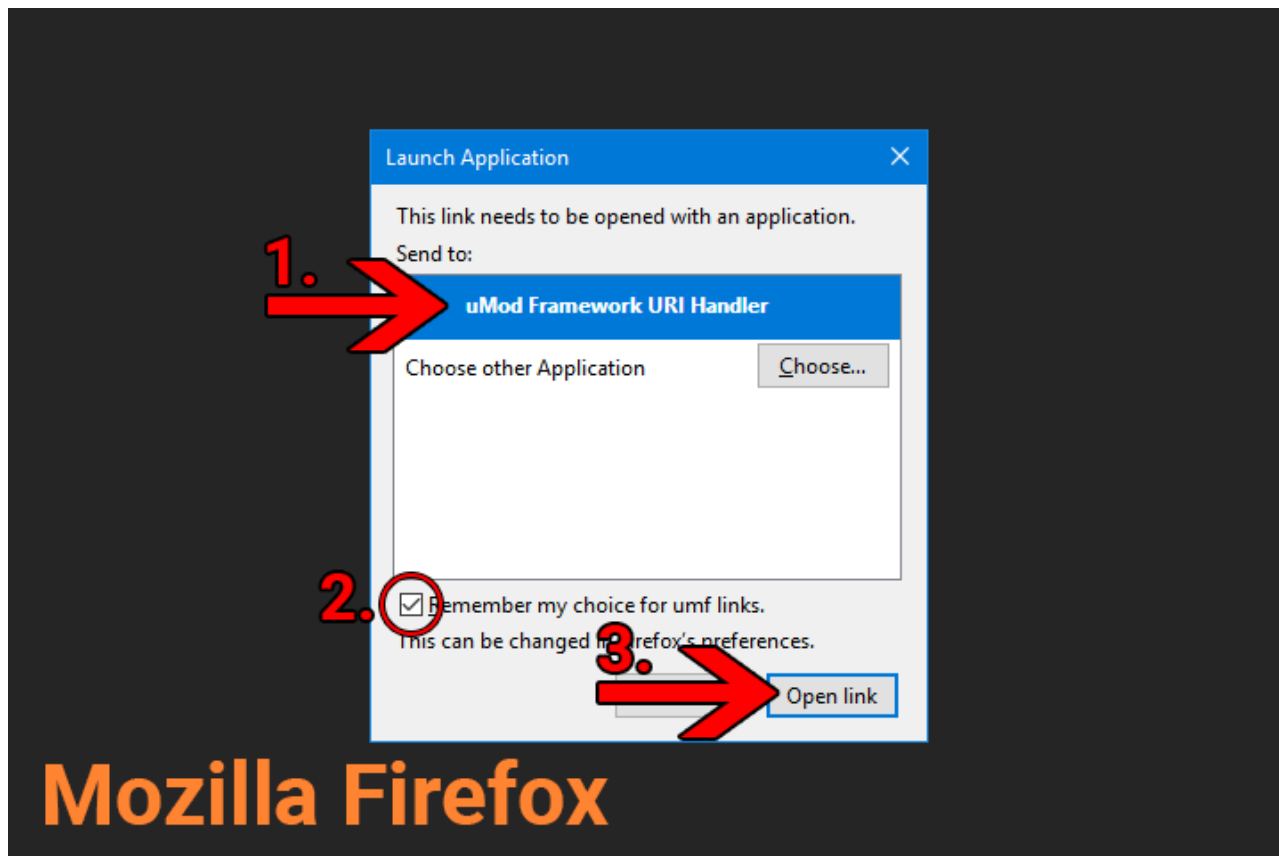 Launch Application
This link needs to be opened with an application.
Send to:
1.
uMod Framework URI Handler
Choose other Application
Choose...
2.
Remember my choice for umf links.
This can be changed in Firefox's preferences.
3.
Open link
Mozilla Firefox